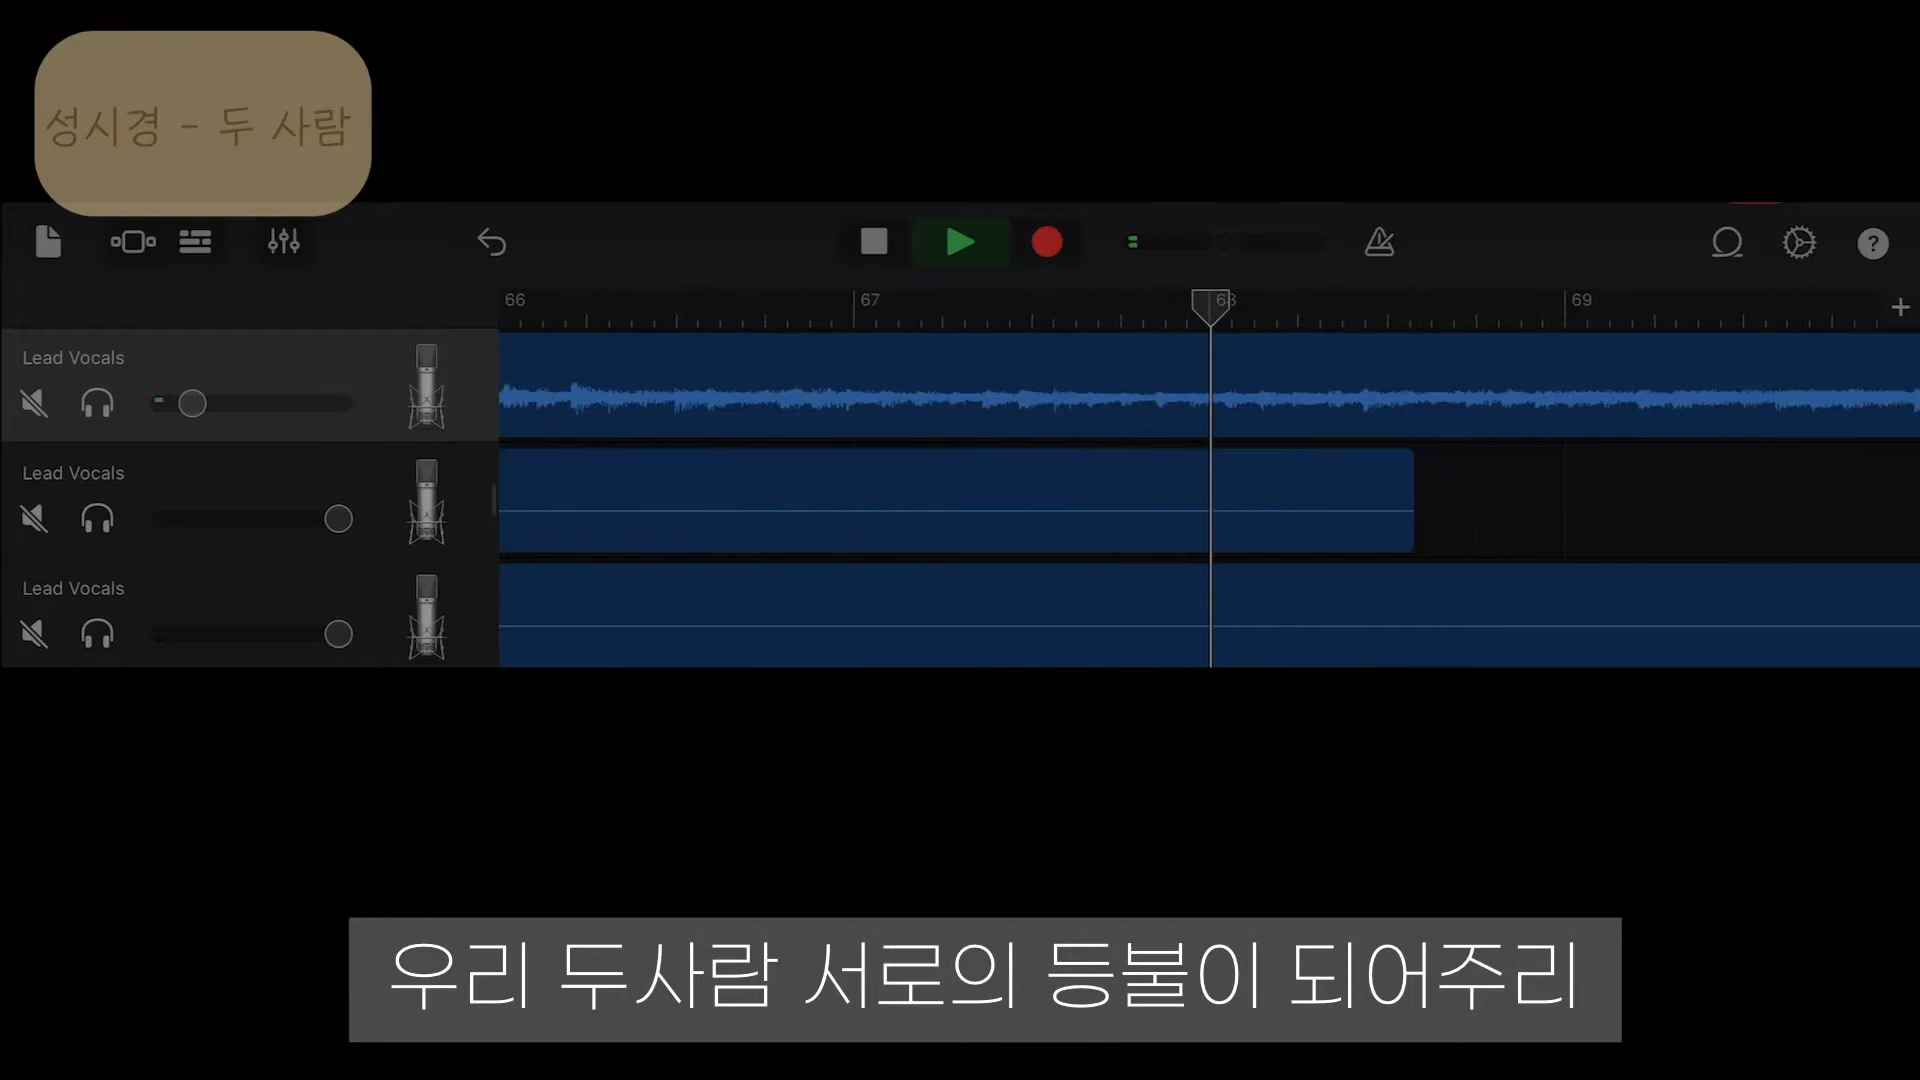 성시경 - 두 사람
66 67 68 69
Lead Vocals
Lead Vocals
Lead Vocals
우리 두사람 서로의 등불이 되어주리